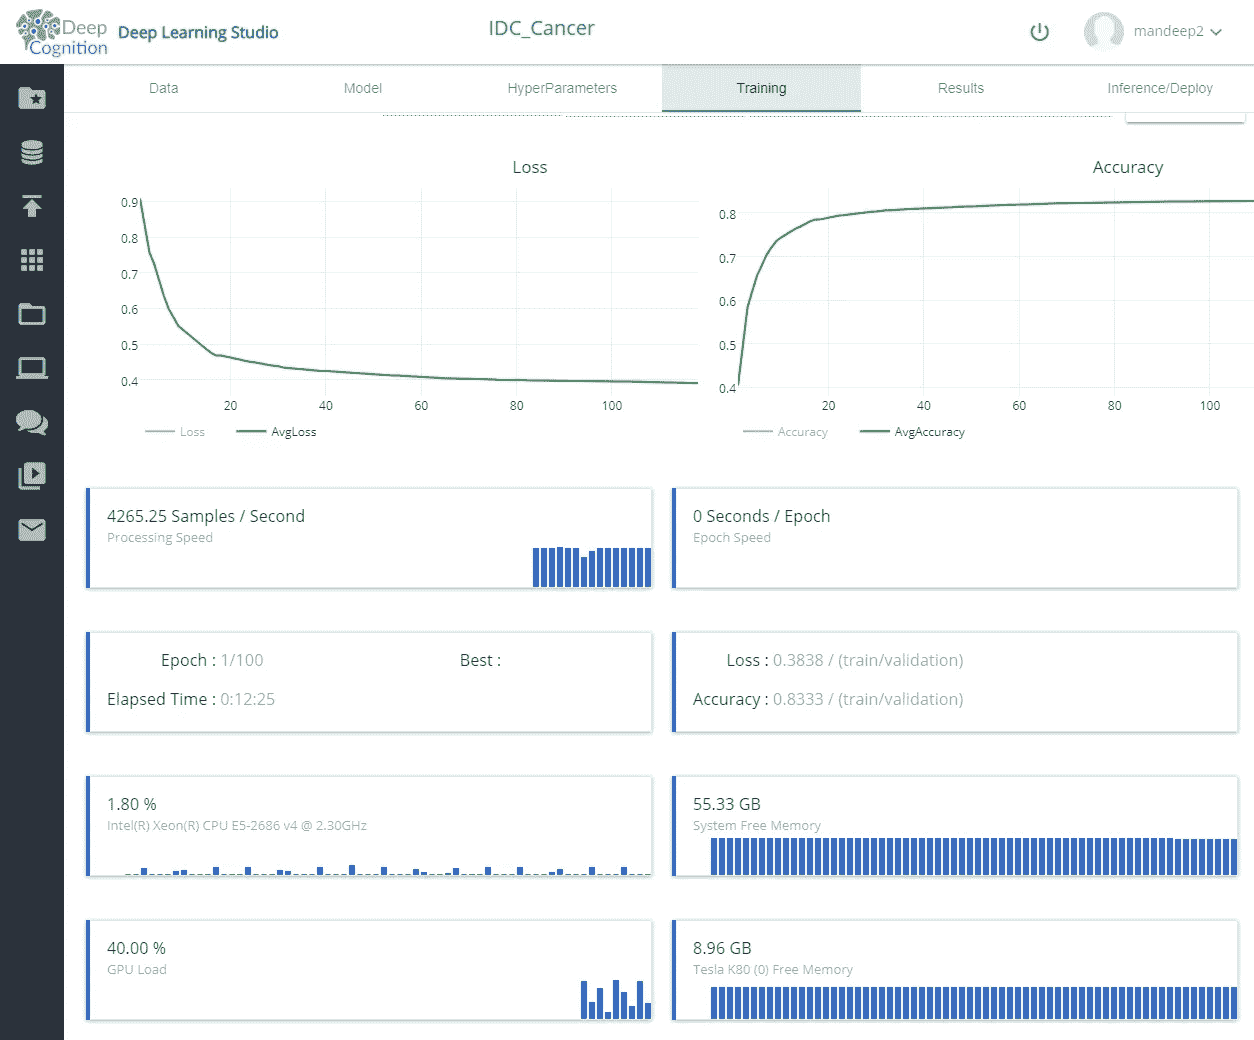 Deep Cognition Deep Learning Studio IDC_Cancer mandeep2
Data Model HyperParameters Training Results Inference/Deploy
Loss
0.9
0.8
0.7
0.6
0.5
0.4
20 40 60 80 100
Loss AvgLoss
Accuracy
0.8
0.7
0.6
0.5
0.4
20 40 60 80 100
Accuracy AvgAccuracy
4265.25 Samples / Second
Processing Speed
0 Seconds / Epoch
Epoch Speed
Epoch : 1/100 Best :
Elapsed Time : 0:12:25
Loss : 0.3838 / (train/validation)
Accuracy : 0.8333 / (train/validation)
1.80 %
Intel(R) Xeon(R) CPU E5-2686 v4 @ 2.30GHz
55.33 GB
System Free Memory
40.00 %
GPU Load
8.96 GB
Tesla K80 (0) Free Memory